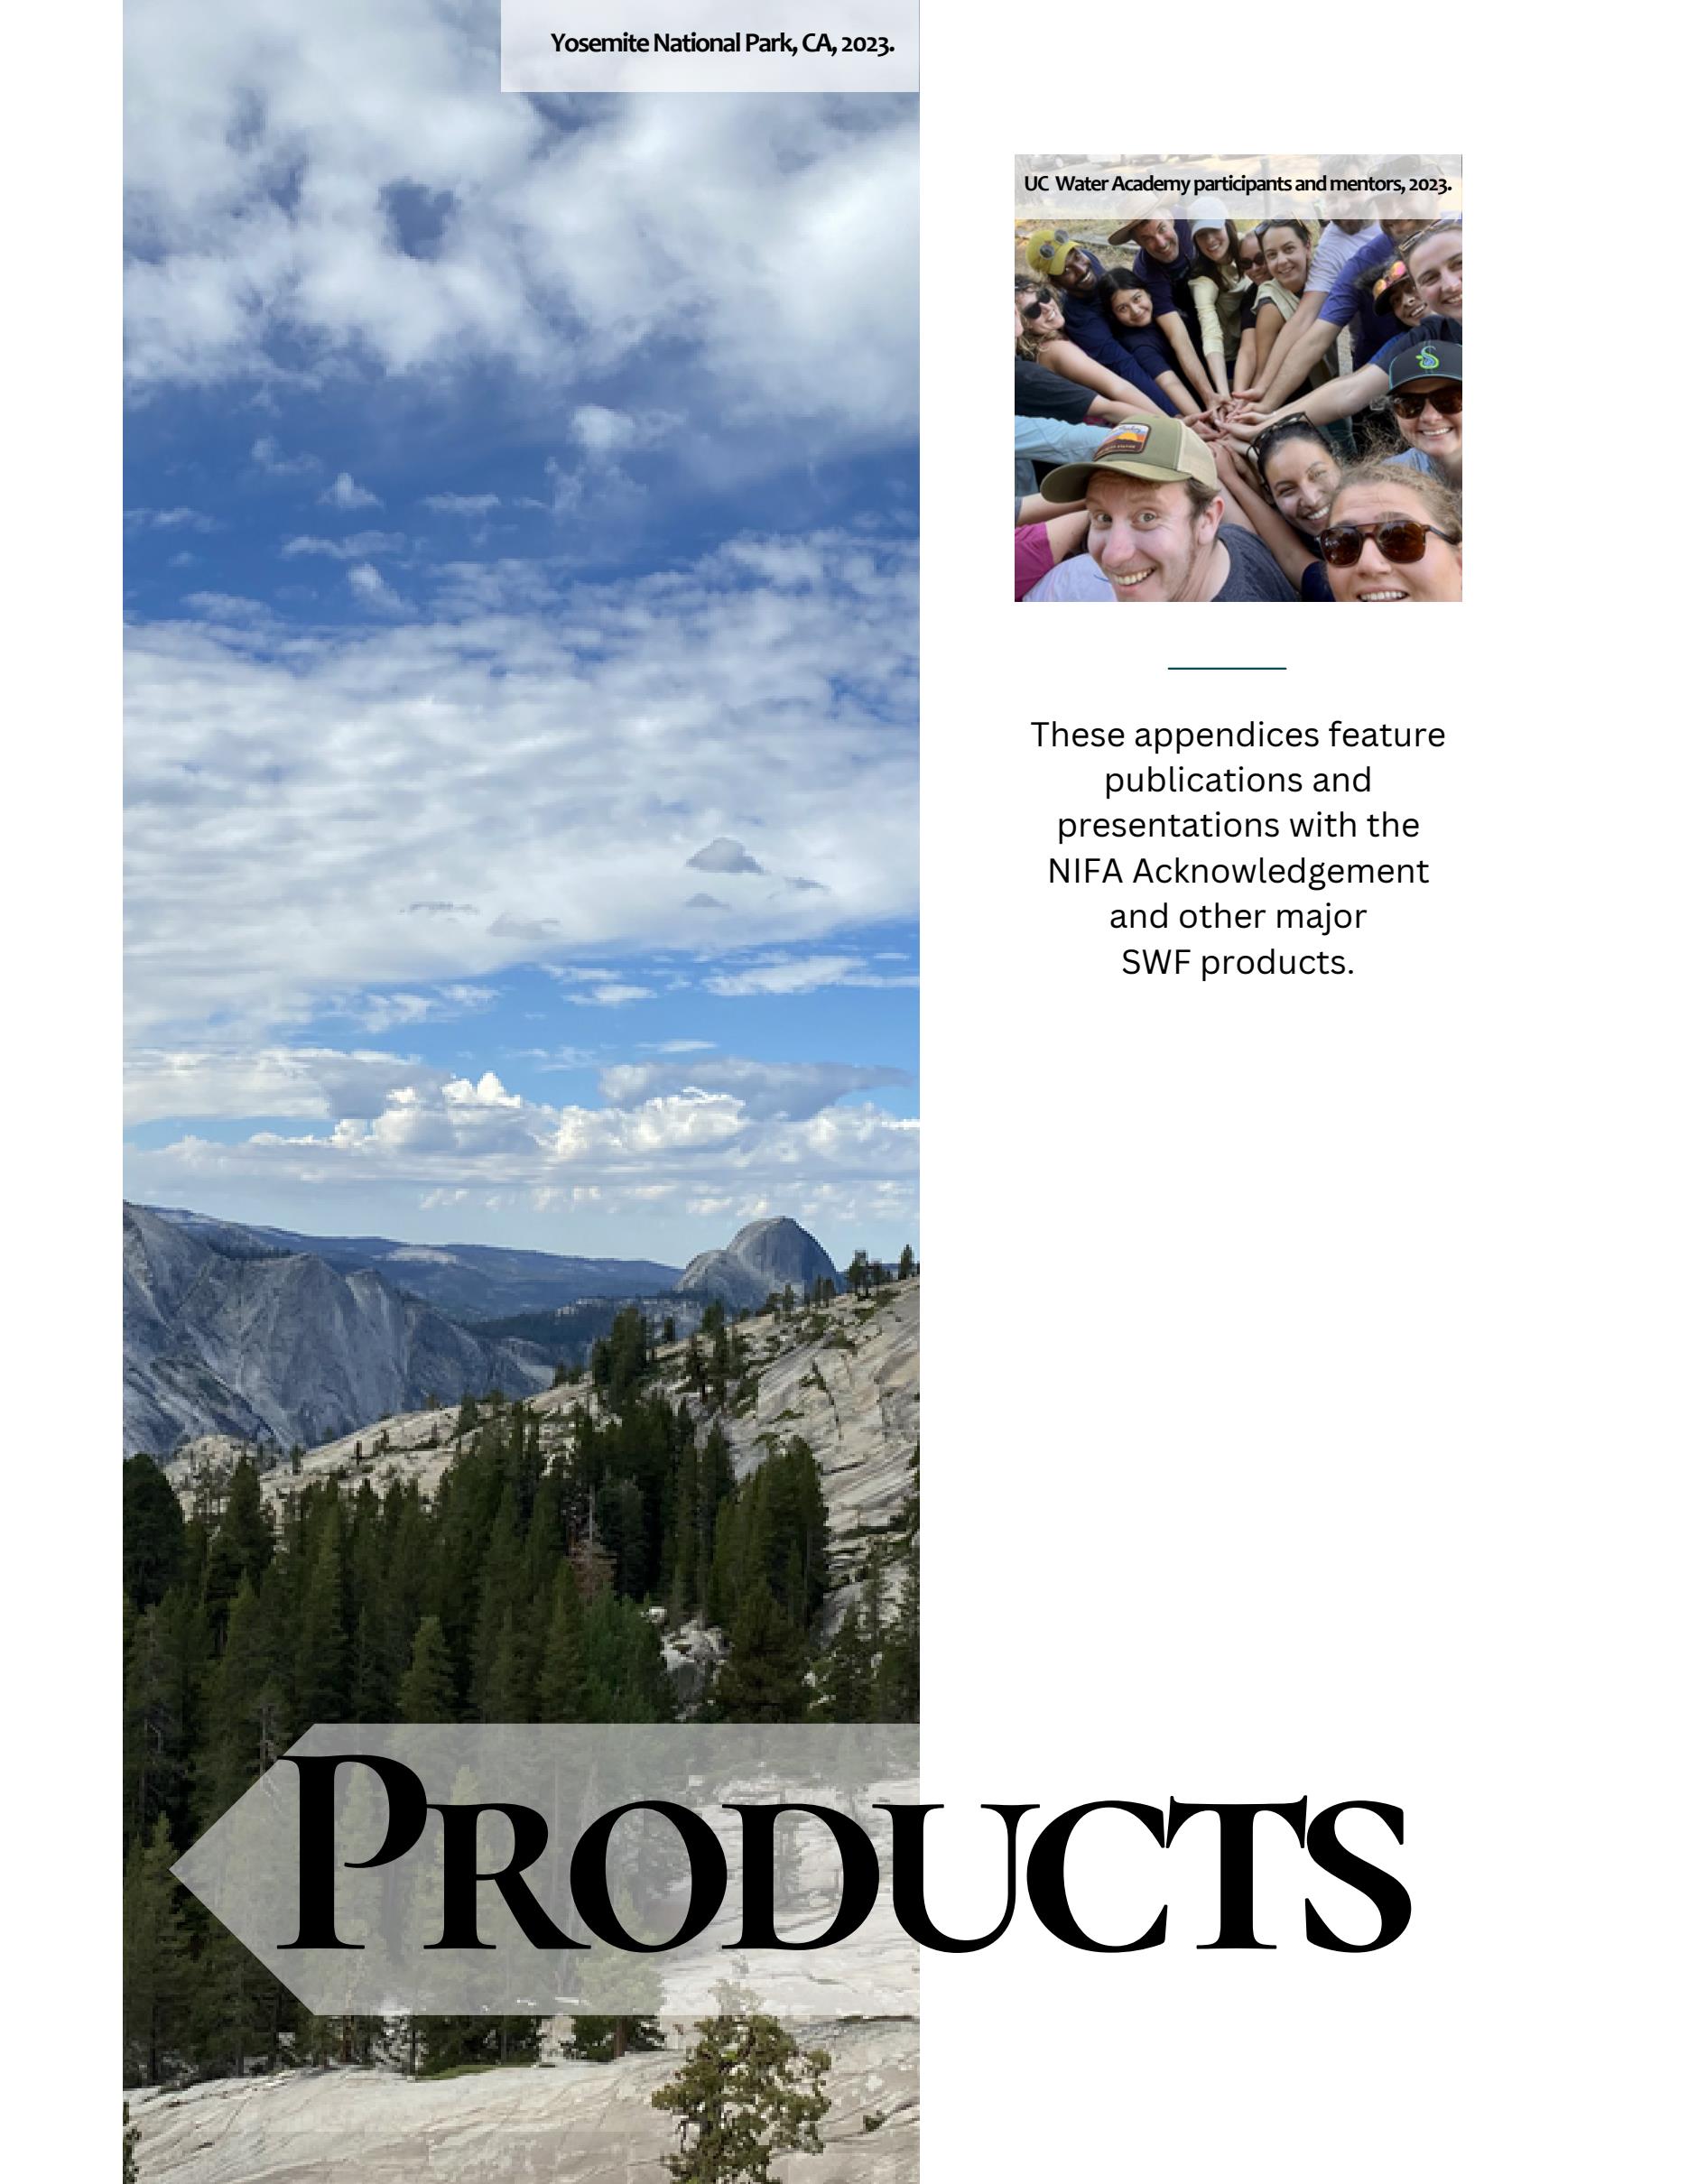 Yosemite National Park, CA, 2023.
UC Water Academy participants and mentors, 2023.
These appendices feature
publications and
presentations with the
NIFA Acknowledgement
and other major
SWF products.
PRODUCTS